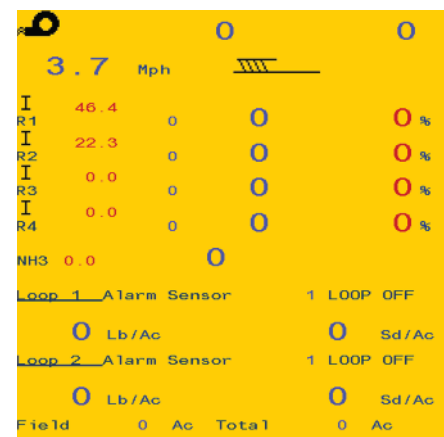 0 0
3.7 Mph
I 46.4
R1 0 0 0 %
I 22.3
R2 0 0 0 %
I 0.0
R3 0 0 0 %
I 0.0
R4 0 0 0 %
NH3 0.0 0
Loop 1 Alarm Sensor 1 LOOP OFF
0 Lb/Ac 0 Sd/Ac
Loop 2 Alarm Sensor 1 LOOP OFF
0 Lb/Ac 0 Sd/Ac
Field 0 Ac Total 0 Ac